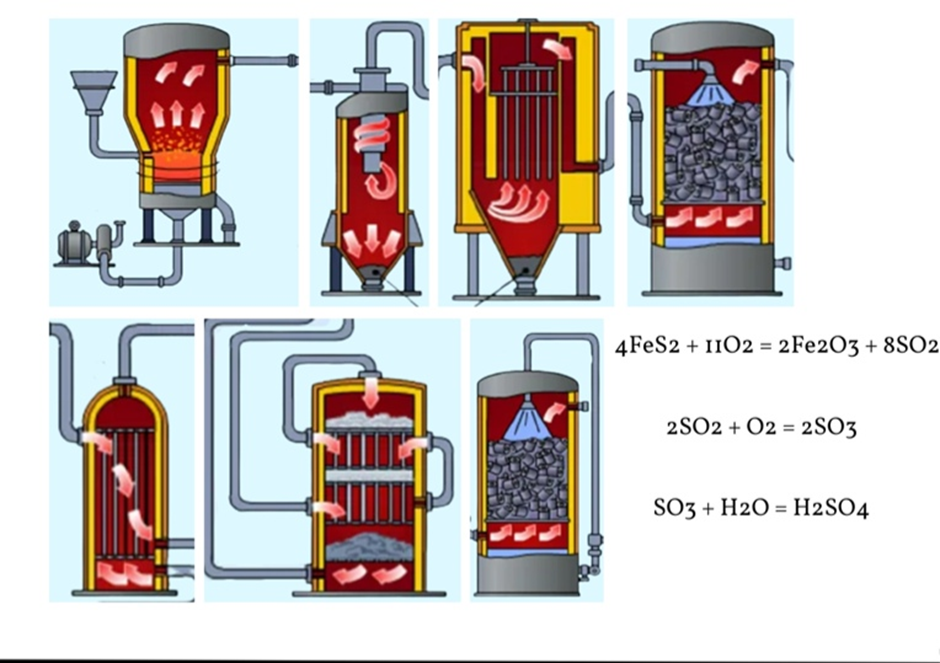 4FeS2 + 11O2 = 2Fe2O3 + 8SO2
2SO2 + O2 = 2SO3
SO3 + H2O = H2SO4